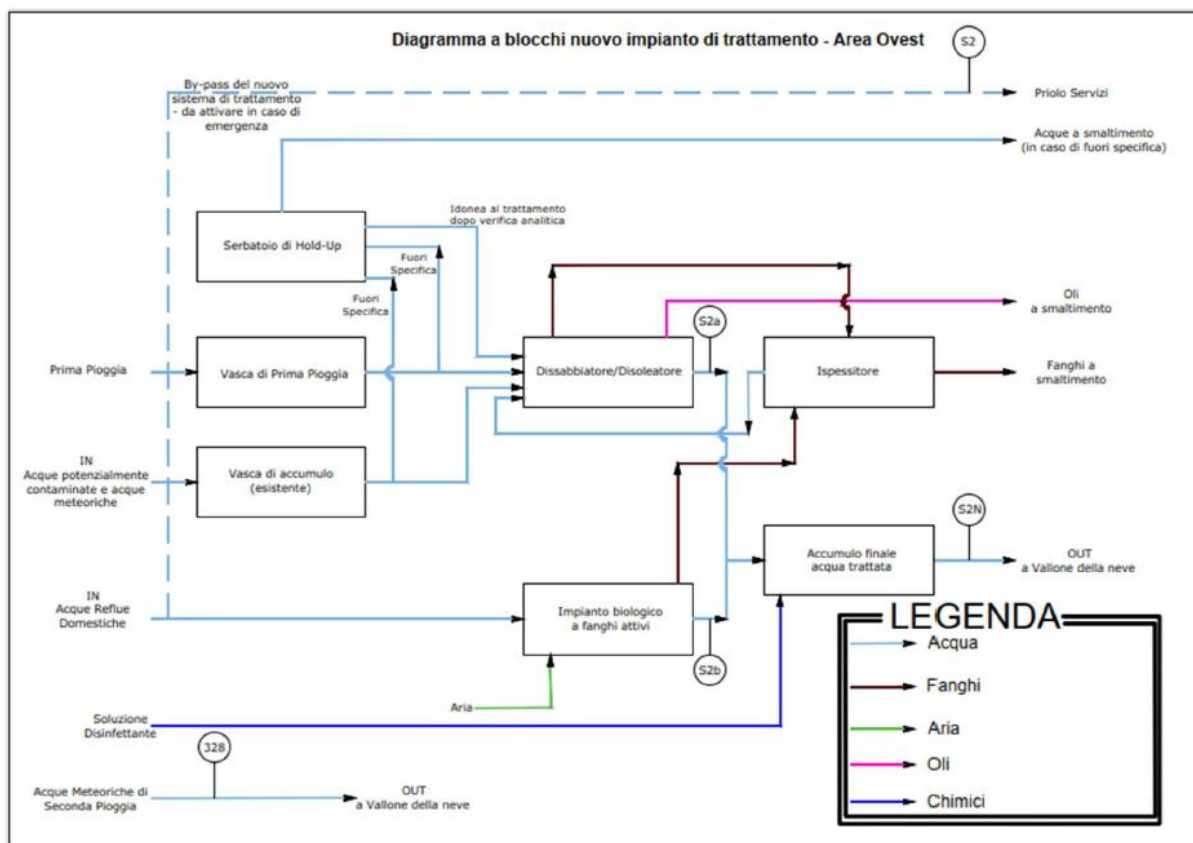 Diagramma a blocchi nuovo impianto di trattamento - Area Ovest
S2
By-pass del nuovo
sistema di trattamento
- da attivare in caso di
emergenza
Priolo Servizi
Acque a smaltimento
(in caso di fuori specifica)
Idonea al trattamento
dopo verifica analitica
Serbatoio di Hold-Up
Fuori
Specifica
Fuori
Specifica
Oli
a smaltimento
S2a
Prima Pioggia
Vasca di Prima Pioggia
Dissabbiatore/Disoleatore
Ispessitore
Fanghi a
smaltimento
IN
Acque potenzialmente
contaminate e acque
meteoriche
Vasca di accumulo
(esistente)
S2N
Accumulo finale
acqua trattata
OUT
a Vallone della neve
IN
Acque Reflue
Domestiche
Impianto biologico
a fanghi attivi
S2b
LEGENDA
Acqua
Fanghi
Aria
Oli
Chimici
Aria
Soluzione
Disinfettante
328
Acque Meteoriche di
Seconda Pioggia
OUT
a Vallone della neve